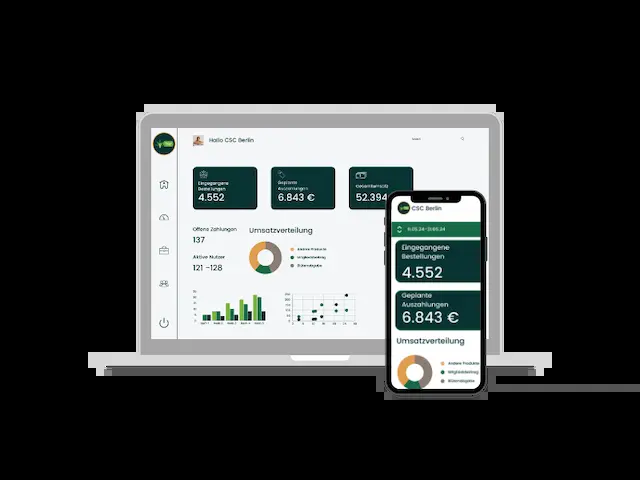 Hallo CSC Berlin
Eingegangene
Bestellungen
4.552
Geplante
Auszahlungen
6.843 €
Gesamtumsatz
52.394
Offene Zahlungen
137
Aktive Nutzer
121 -128
Umsatzverteilung
Andere Produkte
Mitgliedsbeitrag
Blütenabgabe
CSC Berlin
Eingegangene
Bestellungen
4.552
Geplante
Auszahlungen
6.843 €
Umsatzverteilung
Andere Produkte
Mitgliedsbeitrag
Blütenabgabe